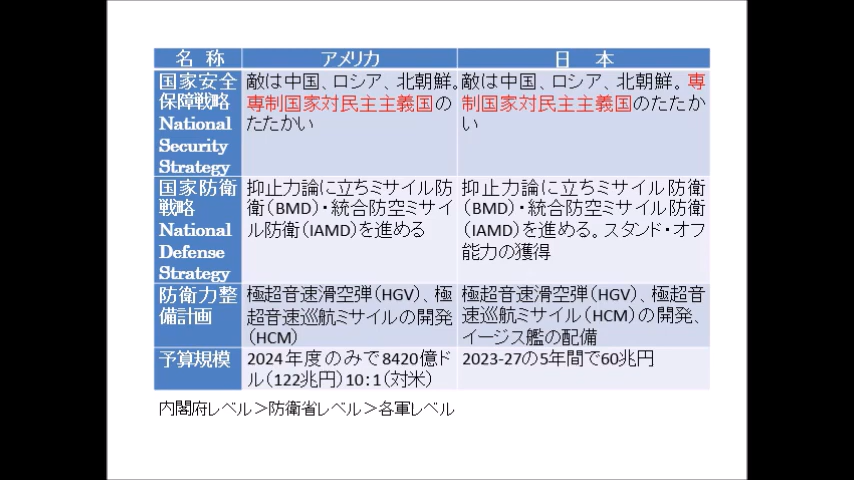 名 称 アメリカ 日 本
国家安全 敵は中国、ロシア、北朝鮮。 敵は中国、ロシア、北朝鮮。専
保障戦略 専制国家対民主主義国の 制国家対民主主義国のたたか
National たたかい い
Security
Strategy
国家防衛 抑止力論に立ちミサイル防 抑止力論に立ちミサイル防衛
戦略 衛(BMD)・統合防空ミサイ (BMD)・統合防空ミサイル防衛
National ル防衛(IAMD)を進める (IAMD)を進める。スタンド・オフ
Defense 能力の獲得
Strategy
防衛力整 極超音速滑空弾(HGV)、極 極超音速滑空弾(HGV)、極超音
備計画 超音速巡航ミサイルの開発 速巡航ミサイル(HCM)の開発、
(HCM) イージス艦の配備
予算規模 2024年度のみで8420億ド 2023-27の5年間で60兆円
ル(122兆円)10:1(対米)
内閣府レベル>防衛省レベル>各軍レベル